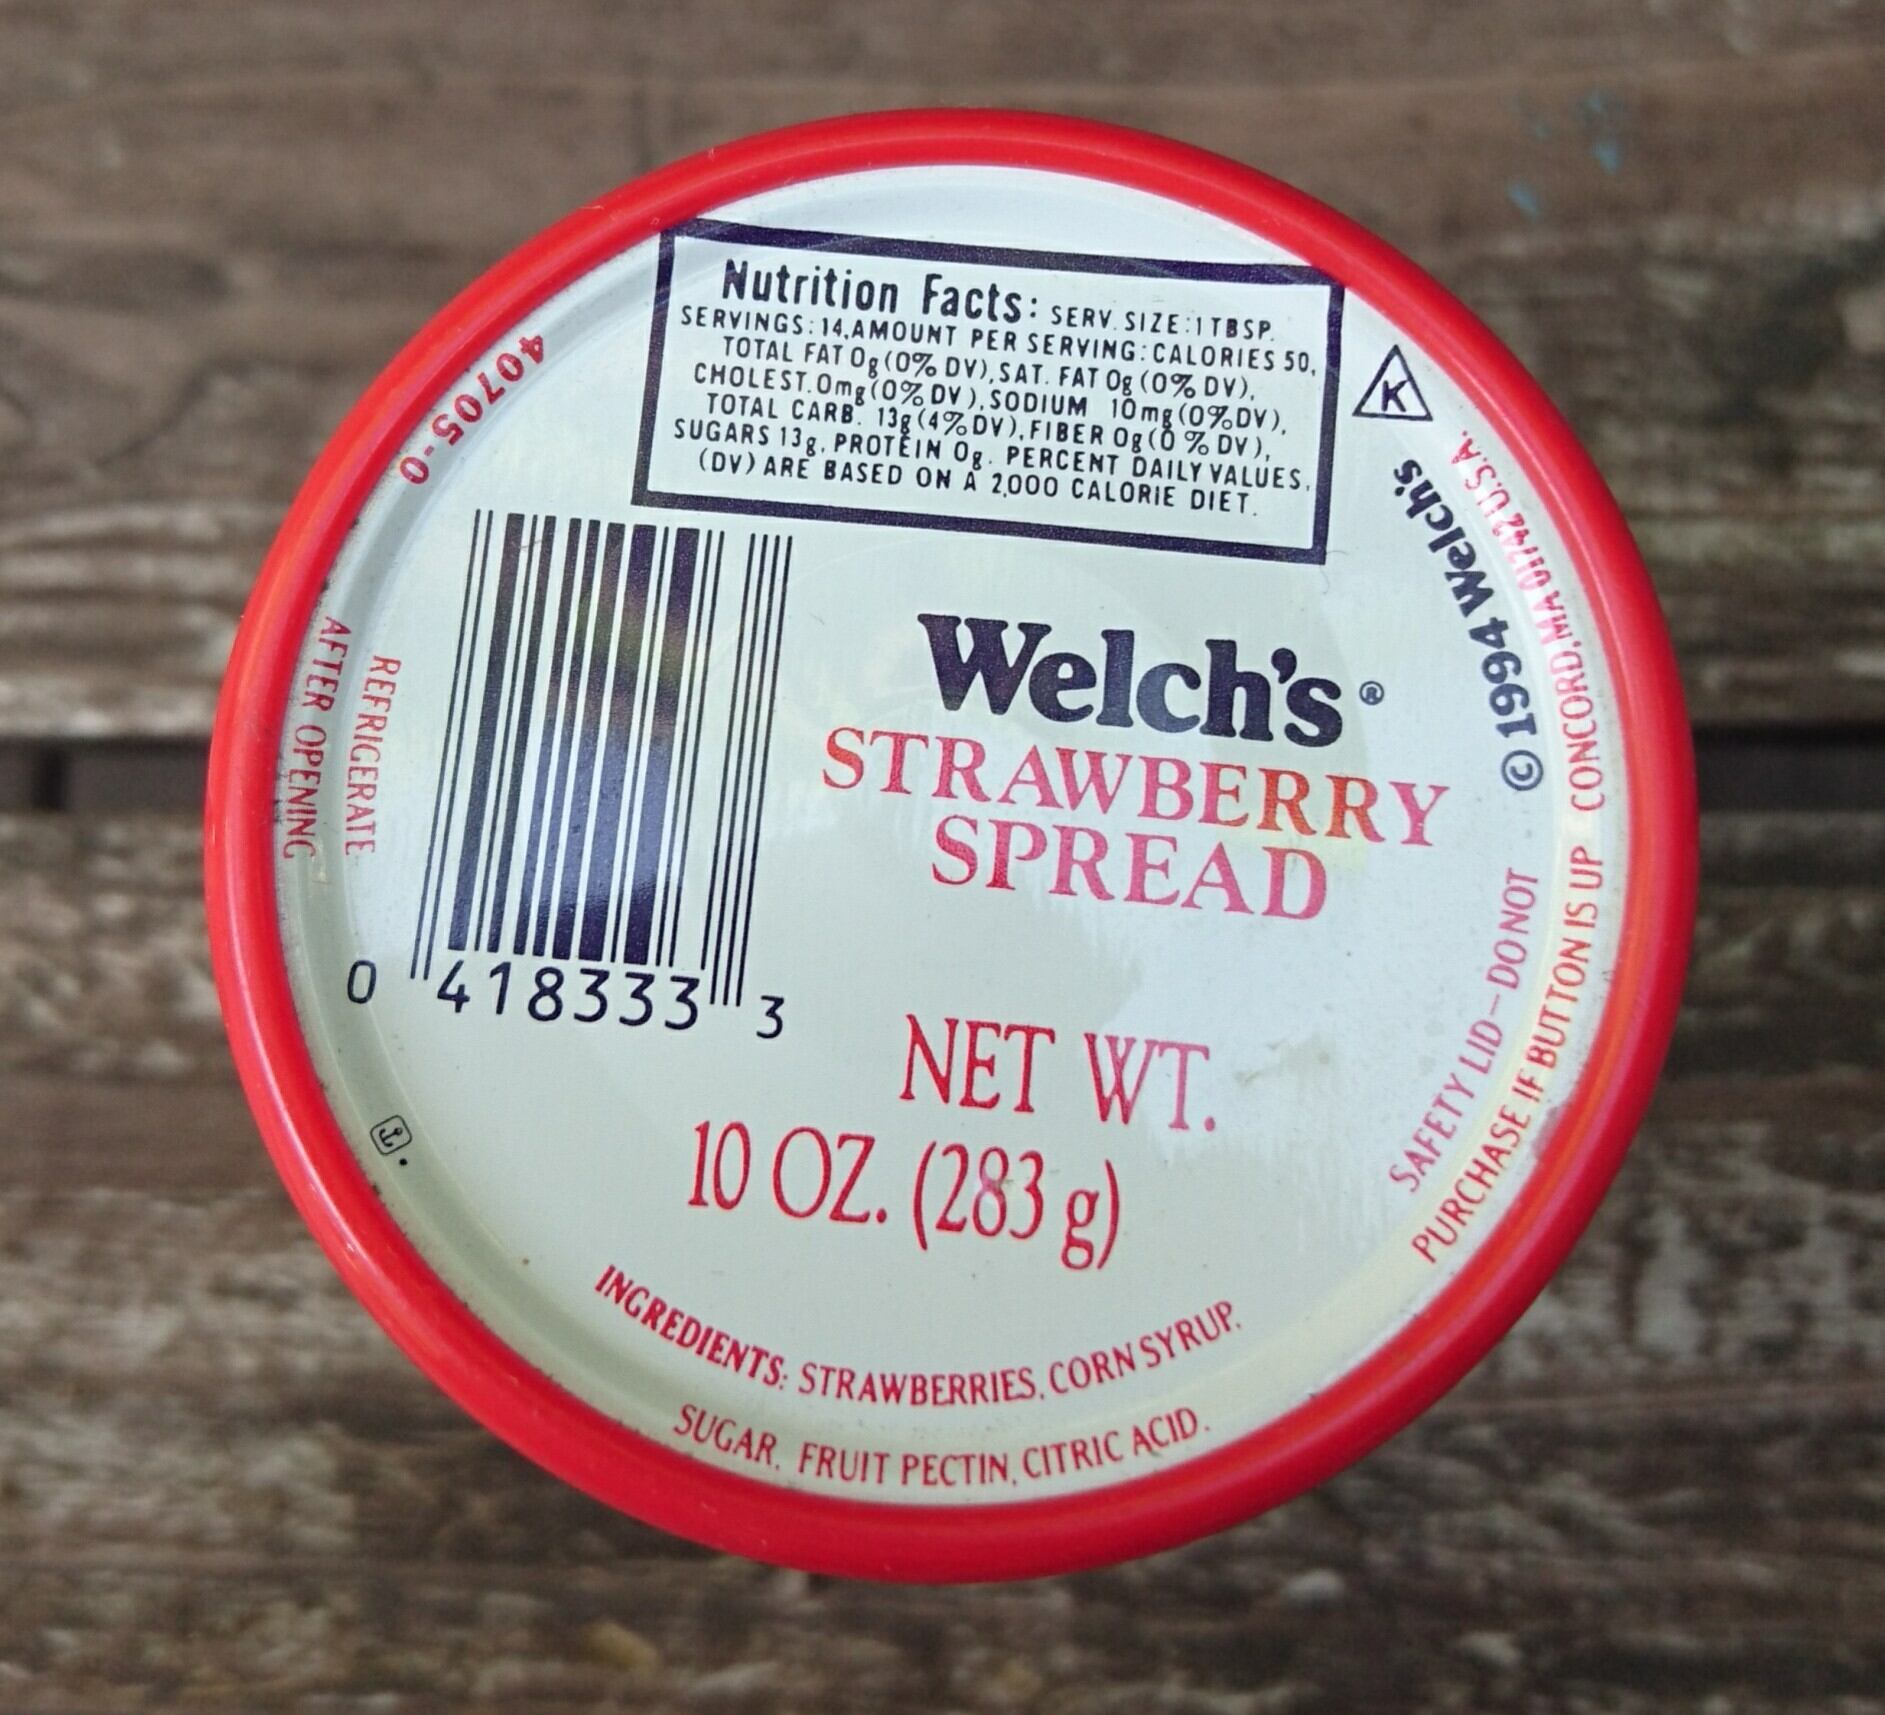 Nutrition Facts: SERV. SIZE: 1 TBSP.
SERVINGS: 14, AMOUNT PER SERVING: CALORIES 50,
TOTAL FAT 0g (0% DV), SAT. FAT 0g (0% DV),
CHOLEST. 0mg (0% DV), SODIUM 10mg (0% DV),
TOTAL CARB. 13g (4% DV), FIBER 0g (0% DV),
SUGARS 13g, PROTEIN 0g. PERCENT DAILY VALUES,
(DV) ARE BASED ON A 2,000 CALORIE DIET.
K
40705-0
© 1994 Welch's
CONCORD, MA 01742 U.S.A.
REFRIGERATE
AFTER OPENING
Welch's®
STRAWBERRY
SPREAD
0 418333 3
SAFETY LID—DO NOT
PURCHASE IF BUTTON IS UP
NET WT.
10 OZ. (283 g)
INGREDIENTS: STRAWBERRIES, CORN SYRUP,
SUGAR, FRUIT PECTIN, CITRIC ACID.